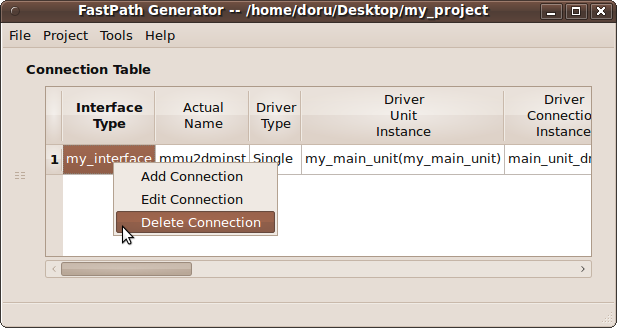 FastPath Generator -- /home/doru/Desktop/my_project
File Project Tools Help
Connection Table
Interface Type
Actual Name
Driver Type
Driver Unit Instance
Driver Connection Instance
1 my_interface mmu2dminst Single my_main_unit(my_main_unit)
Add Connection
Edit Connection
Delete Connection